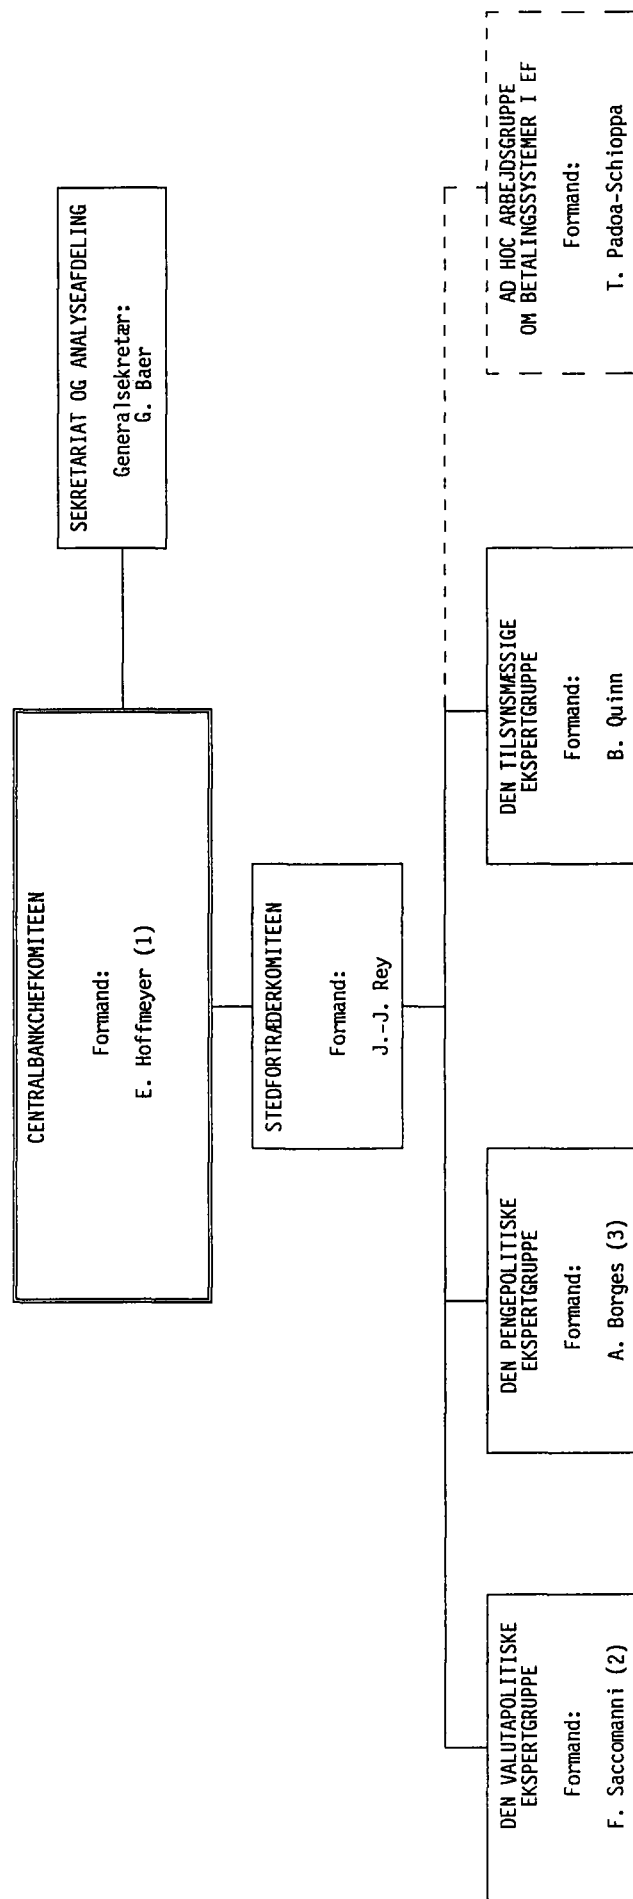 CENTRALBANKCHEFKOMITEEN
Formand:
E. Hoffmeyer (1)
SEKRETARIAT OG ANALYSEAFDELING
Generalsekretær:
G. Baer
STEDFORTRÆDERKOMITEEN
Formand:
J.-J. Rey
DEN VALUTAPOLITISKE
EKSPERTGRUPPE
Formand:
F. Saccomanni (2)
DEN PENGEPOLITISKE
EKSPERTGRUPPE
Formand:
A. Borges (3)
DEN TILSYNSMÆSSIGE
EKSPERTGRUPPE
Formand:
B. Quinn
AD HOC ARBEJDSGRUPPE
OM BETALINGSSYSTEMER I EF
Formand:
T. Padoa-Schioppa